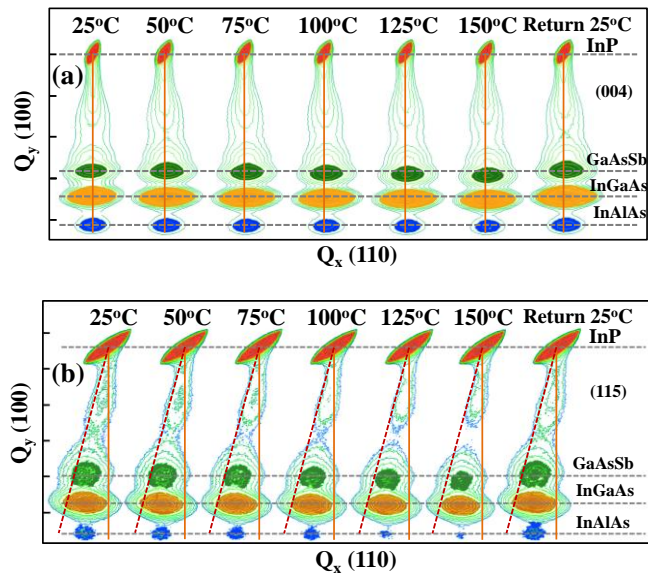 25°C 50°C 75°C 100°C 125°C 150°C Return 25°C
InP
(a)
(004)
Qy (100)
GaAsSb
InGaAs
InAlAs
Qx (110)
25°C 50°C 75°C 100°C 125°C 150°C Return 25°C
InP
(b)
(115)
Qy (100)
GaAsSb
InGaAs
InAlAs
Qx (110)